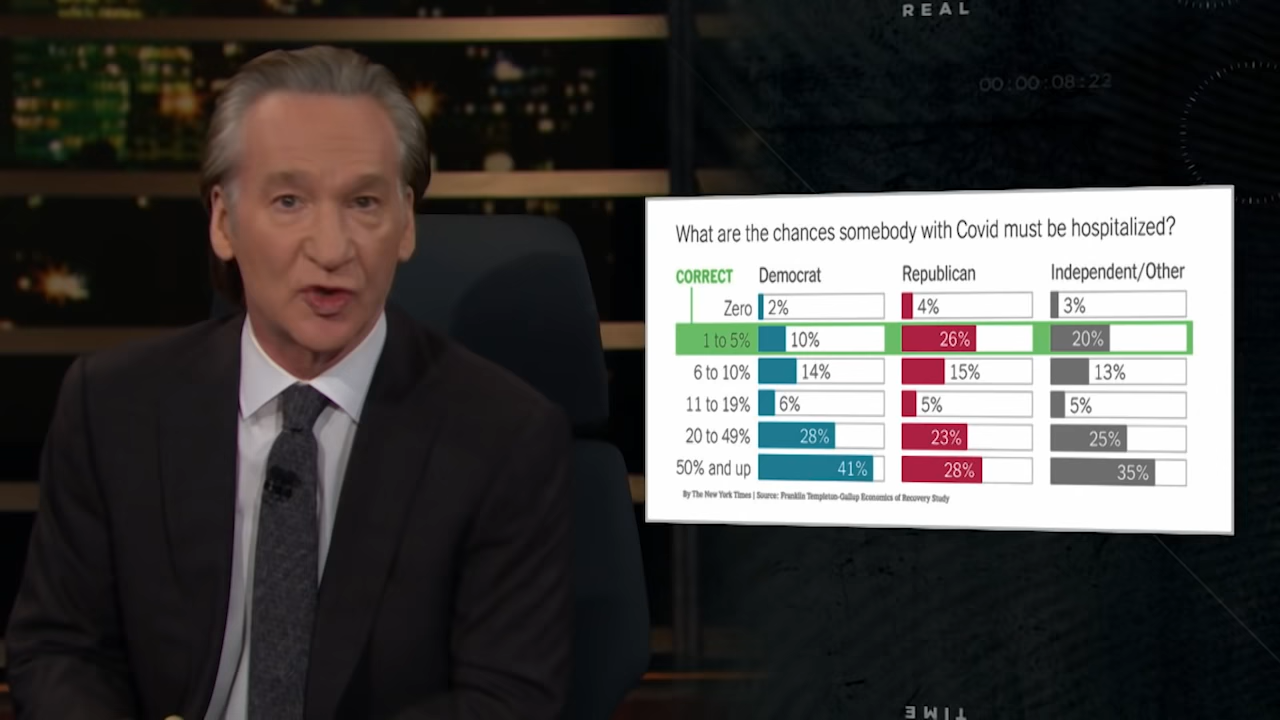 REAL
00:00:08:22
What are the chances somebody with Covid must be hospitalized?
CORRECT Democrat Republican Independent/Other
Zero 2% 4% 3%
1 to 5% 10% 26% 20%
6 to 10% 14% 15% 13%
11 to 19% 6% 5% 5%
20 to 49% 28% 23% 25%
50% and up 41% 28% 35%
By The New York Times | Source: Franklin Templeton-Gallup Economics of Recovery Study
TIME